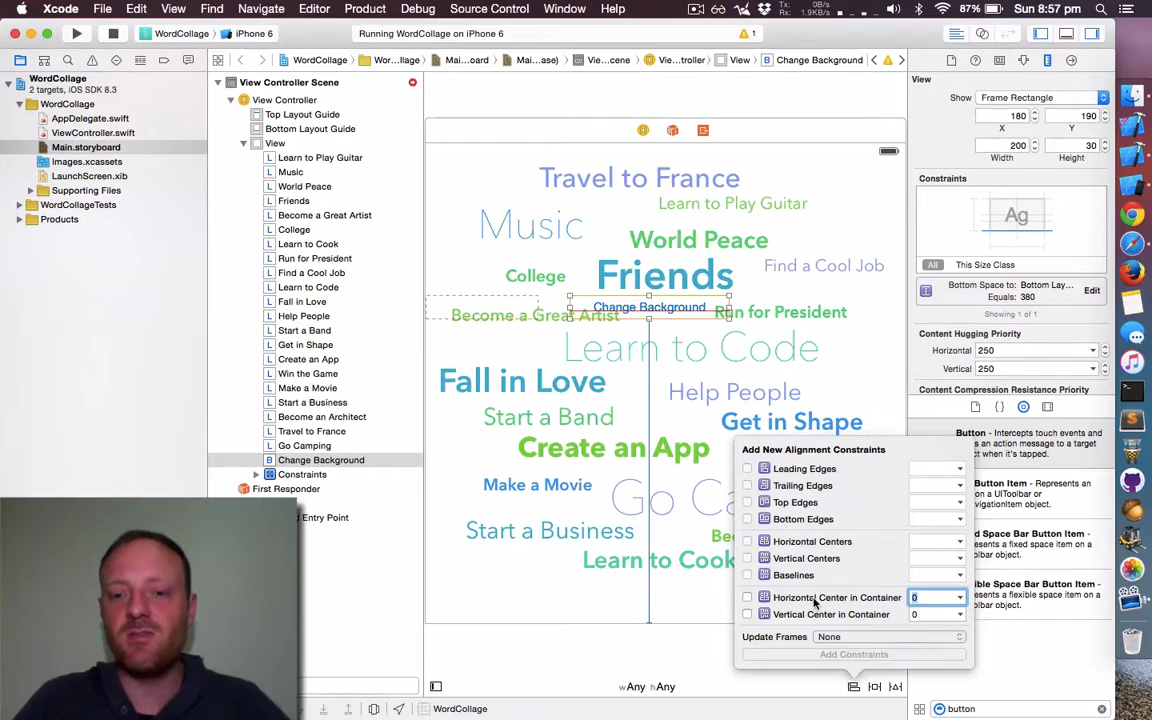 Xcode File Edit View Find Navigate Editor Product Debug Source Control Window Help
Tx: Rx: 1.9KB/s 87% Sun 8:57 pm
WordCollage iPhone 6 Running WordCollage on iPhone 6 1
WordCollage Wor...llage Mai...oard Mai...ase) Vie...cene Vie...troller View B Change Background
WordCollage
2 targets, iOS SDK 8.3
WordCollage
AppDelegate.swift
ViewController.swift
Main.storyboard
Images.xcassets
LaunchScreen.xib
Supporting Files
WordCollageTests
Products
View Controller Scene
View Controller
Top Layout Guide
Bottom Layout Guide
View
L Learn to Play Guitar
L Music
L World Peace
L Friends
L Become a Great Artist
L College
L Learn to Cook
L Run for President
L Find a Cool Job
L Learn to Code
L Fall in Love
L Help People
L Start a Band
L Get in Shape
L Create an App
L Win the Game
L Make a Movie
L Start a Business
L Become an Architect
L Travel to France
L Go Camping
B Change Background
Constraints
First Responder
d Entry Point
Travel to France
Learn to Play Guitar
Music
World Peace
Find a Cool Job
College
Friends
Change Background
Become a Great Artist
Run for President
Learn to Code
Fall in Love
Help People
Start a Band
Get in Shape
Create an App
Make a Movie
Go Ca
Start a Business
Bec
Learn to Cook
wAny hAny
WordCollage
Add New Alignment Constraints
Leading Edges
Trailing Edges
Top Edges
Bottom Edges
Horizontal Centers
Vertical Centers
Baselines
Horizontal Center in Container 0
Vertical Center in Container 0
Update Frames None
Add Constraints
View
Show Frame Rectangle
180 190
X Y
200 30
Width Height
Constraints
Ag
All This Size Class
Bottom Space to: Bottom Lay...
Equals: 380
Edit
Showing 1 of 1
Content Hugging Priority
Horizontal 250
Vertical 250
Content Compression Resistance Priority
Button - Intercepts touch events and
an action message to a target
ct when it's tapped.
Button Item - Represents an
n a UIToolbar or
vigationItem object.
d Space Bar Button Item -
resents a fixed space item on a
olbar object.
ible Space Bar Button Item -
resents a flexible space item on a
olbar object.
button